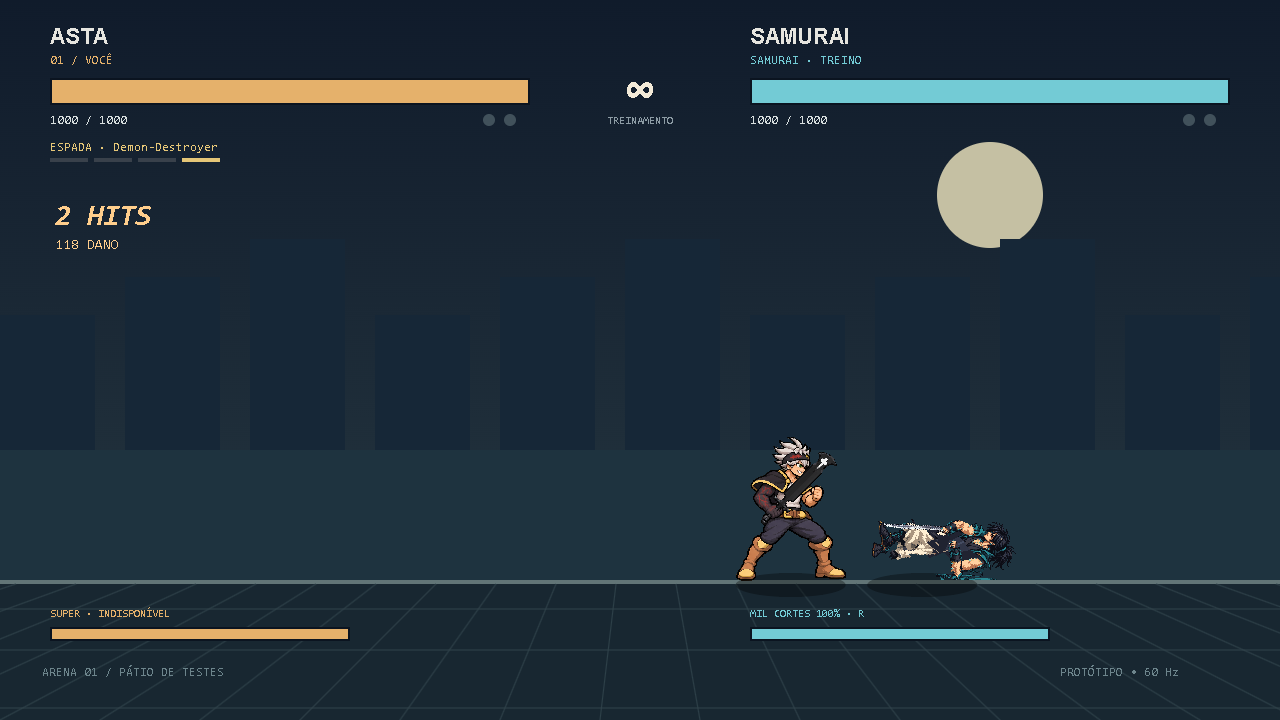 ASTA
01 / VOCÊ
1000 / 1000
ESPADA · Demon-Destroyer
2 HITS
118 DANO
∞
TREINAMENTO
SAMURAI
SAMURAI · TREINO
1000 / 1000
SUPER · INDISPONÍVEL
MIL CORTES 100% · R
ARENA 01 / PÁTIO DE TESTES
PROTÓTIPO • 60 Hz